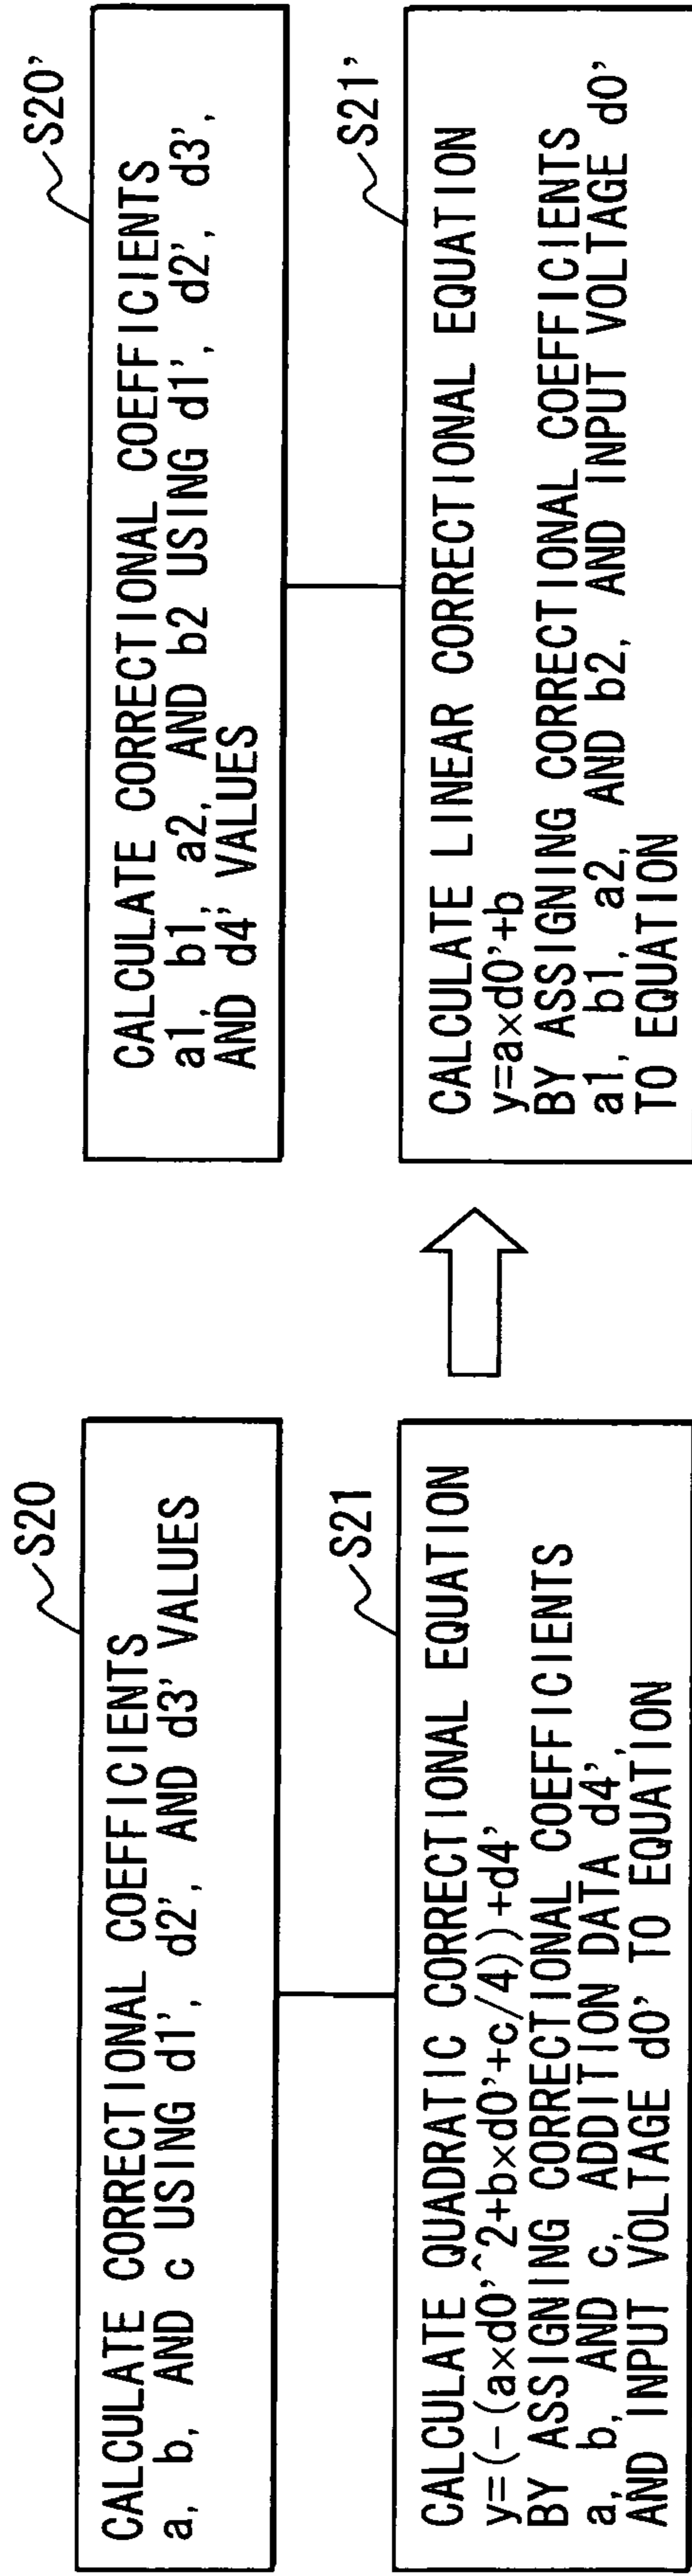 S20
CALCULATE CORRECTIONAL COEFFICIENTS
a, b, AND c USING d1', d2', AND d3' VALUES
S21
CALCULATE QUADRATIC CORRECTIONAL EQUATION
y=(-(a×d0'^2+b×d0'+c/4))+d4'
BY ASSIGNING CORRECTIONAL COEFFICIENTS
a, b, AND c, ADDITION DATA d4',
AND INPUT VOLTAGE d0' TO EQUATION
S20'
CALCULATE CORRECTIONAL COEFFICIENTS
a1, b1, a2, AND b2 USING d1', d2', d3',
AND d4' VALUES
S21'
CALCULATE LINEAR CORRECTIONAL EQUATION
y=a×d0'+b
BY ASSIGNING CORRECTIONAL COEFFICIENTS
a1, b1, a2, AND b2, AND INPUT VOLTAGE d0'
TO EQUATION